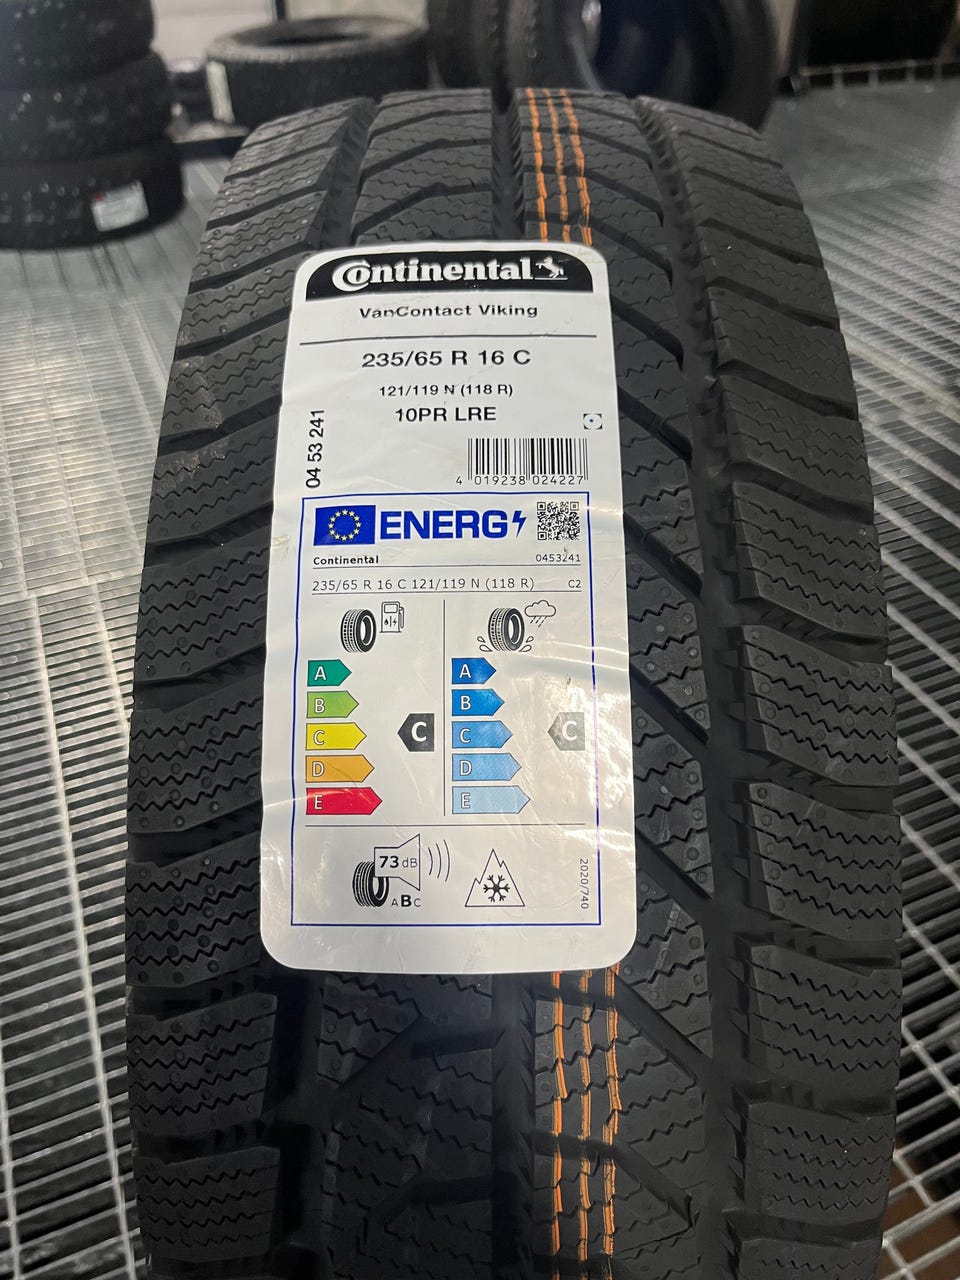 Continental
VanContact Viking
235/65 R 16 C
121/119 N (118 R)
10PR LRE
04 53 241
4 019238 024227
ENERG
Continental 0453241
235/65 R 16 C 121/119 N (118 R) C2
A A
B B
C C C C
D D
E E
73 dB
ABC
2020/740